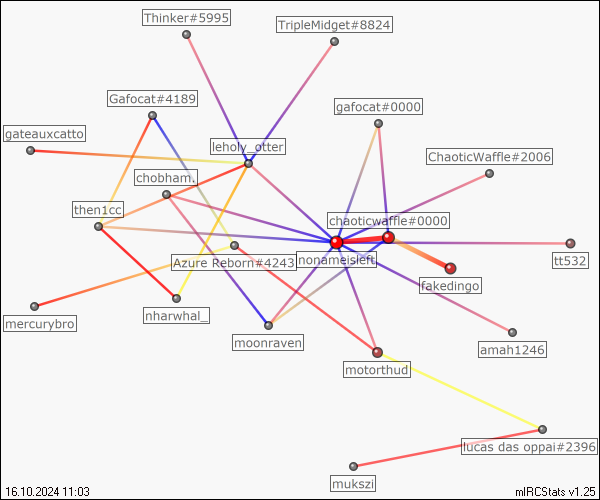 Thinker#5995
TripleMidget#8824
Gafocat#4189
gafocat#0000
gateauxcatto
leholy_otter
ChaoticWaffle#2006
chobham.
then1cc
chaoticwaffle#0000
Azure Reborn#4243
nonameisleft
tt532
fakedingo
mercurybro
nharwhal_
moonraven
amah1246
motorthud
lucas das oppai#2396
mukszi
16.10.2024 11:03
mIRCStats v1.25